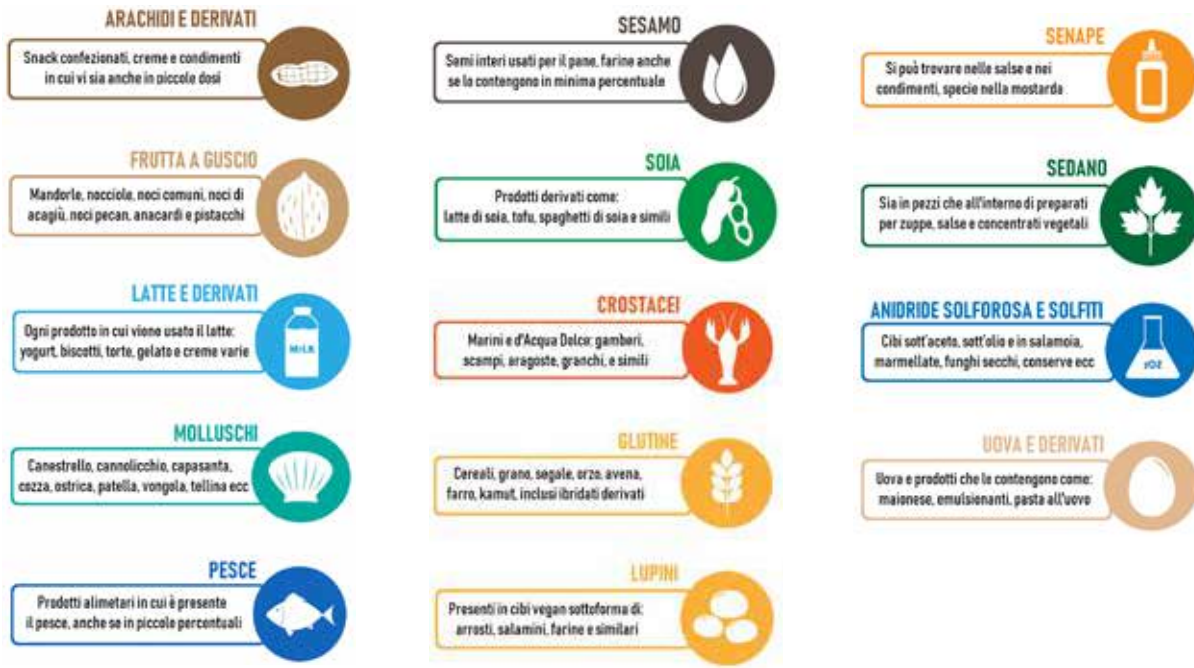 ARACHIDI E DERIVATI
Snack confezionati, creme e condimenti
in cui vi sia anche in piccole dosi
FRUTTA A GUSCIO
Mandorle, nocciole, noci comuni, noci di
acagiù, noci pecan, anacardi e pistacchi
LATTE E DERIVATI
Ogni prodotto in cui viene usato il latte:
yogurt, biscotti, torte, gelato e creme varie
MILK
MOLLUSCHI
Canestrello, cannolicchio, capasanta,
cozza, ostrica, patella, vongola, tellina ecc
PESCE
Prodotti alimetari in cui è presente
il pesce, anche se in piccole percentuali
SESAMO
Semi interi usati per il pane, farine anche
se lo contengono in minima percentuale
SOIA
Prodotti derivati come:
latte di soia, tofu, spaghetti di soia e simili
CROSTACEI
Marini e d'Acqua Dolce: gamberi,
scampi, aragoste, granchi, e simili
GLUTINE
Cereali, grano, segale, orzo, avena,
farro, kamut, inclusi ibridati derivati
LUPINI
Presenti in cibi vegan sottoforma di:
arrosti, salamini, farine e similari
SENAPE
Si può trovare nelle salse e nei
condimenti, specie nella mostarda
SEDANO
Sia in pezzi che all'interno di preparati
per zuppe, salse e concentrati vegetali
ANIDRIDE SOLFOROSA E SOLFITI
Cibi sott'aceto, sott'olio e in salamoia,
marmellate, funghi secchi, conserve ecc
UOVA E DERIVATI
Uova e prodotti che le contengono come:
maionese, emulsionanti, pasta all'uovo